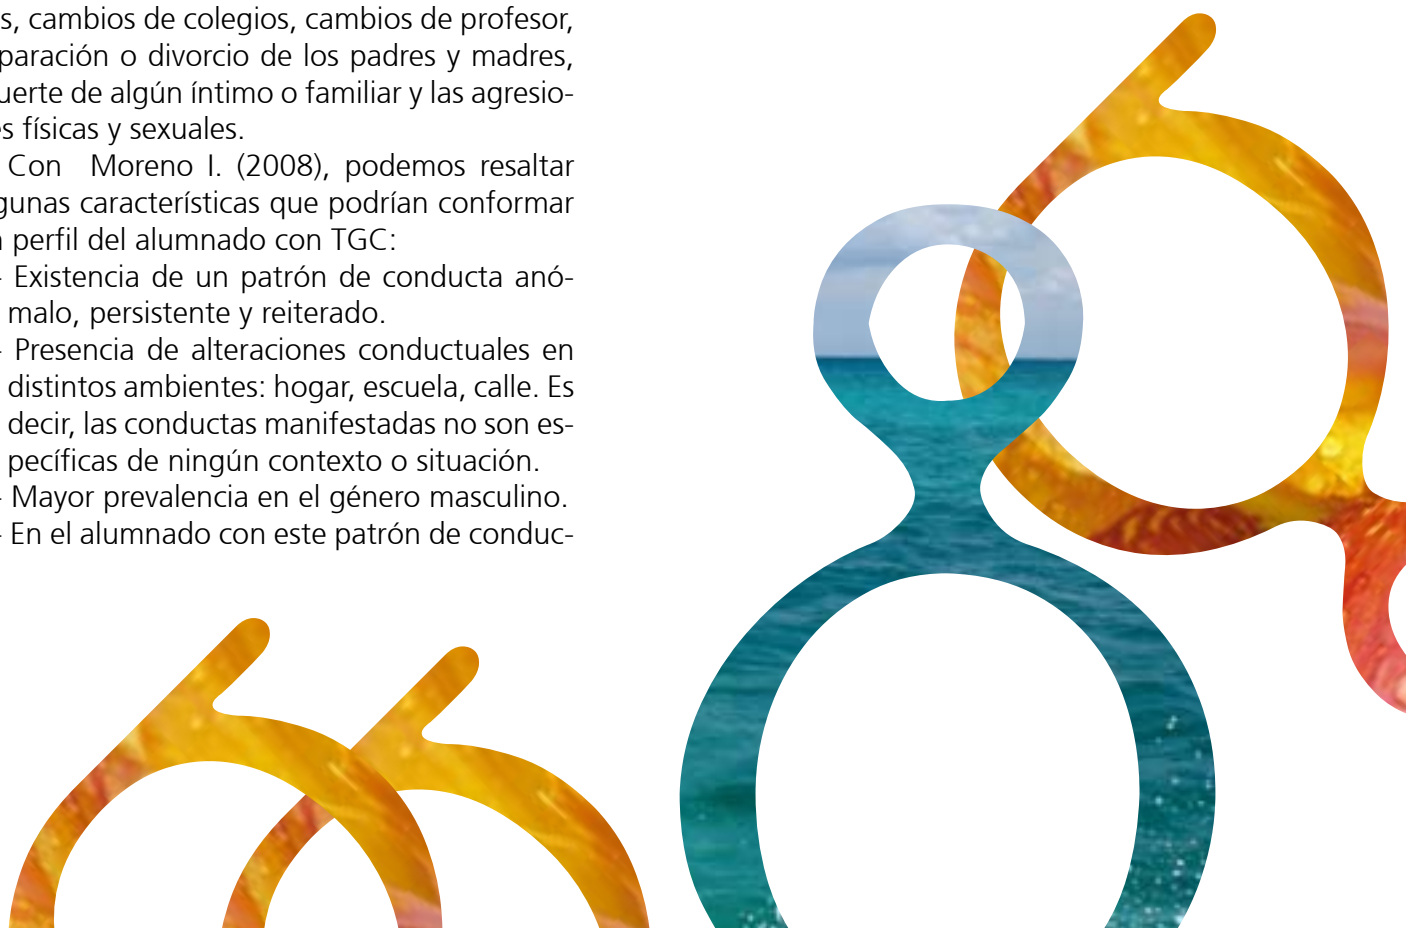 s, cambios de colegios, cambios de profesor,
paración o divorcio de los padres y madres,
uerte de algún íntimo o familiar y las agresio-
es físicas y sexuales.
Con Moreno I. (2008), podemos resaltar
gunas características que podrían conformar
n perfil del alumnado con TGC:
- Existencia de un patrón de conducta anó-
malo, persistente y reiterado.
- Presencia de alteraciones conductuales en
distintos ambientes: hogar, escuela, calle. Es
decir, las conductas manifestadas no son es-
pecíficas de ningún contexto o situación.
- Mayor prevalencia en el género masculino.
- En el alumnado con este patrón de conduc-